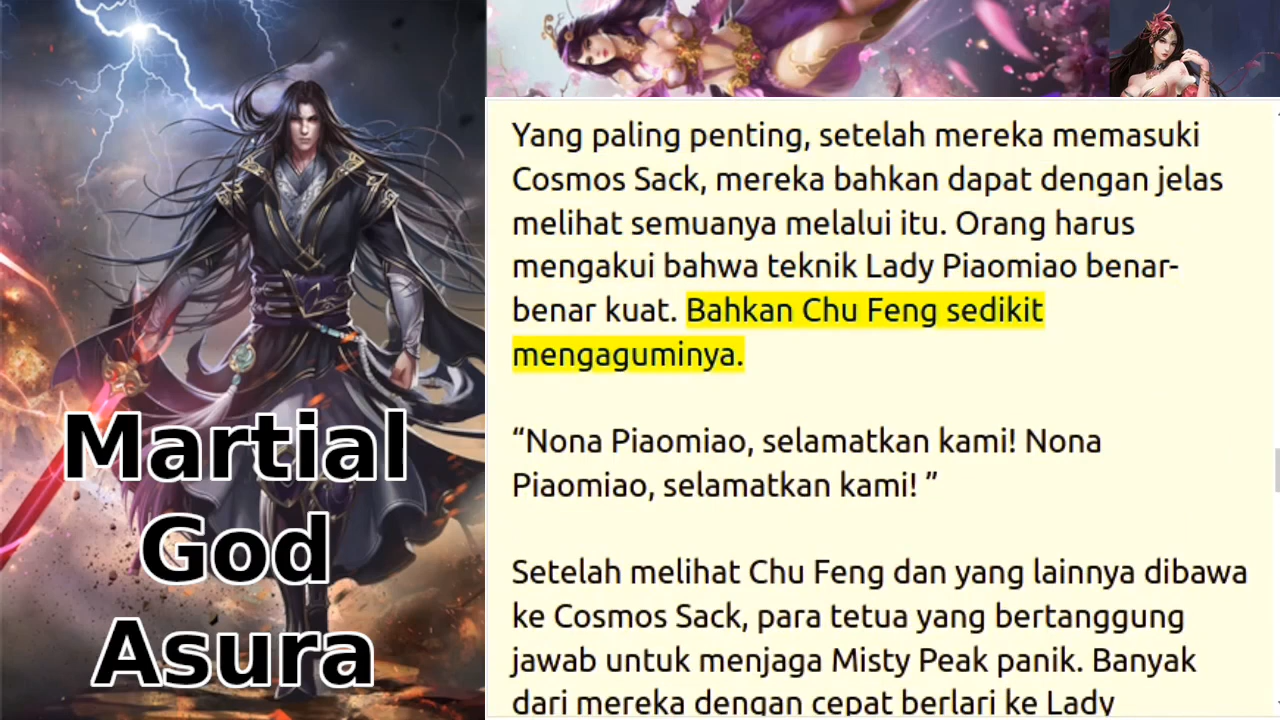 Martial
God
Asura
Yang paling penting, setelah mereka memasuki
Cosmos Sack, mereka bahkan dapat dengan jelas
melihat semuanya melalui itu. Orang harus
mengakui bahwa teknik Lady Piaomiao benar-
benar kuat. Bahkan Chu Feng sedikit
mengaguminya.
“Nona Piaomiao, selamatkan kami! Nona
Piaomiao, selamatkan kami! ”
Setelah melihat Chu Feng dan yang lainnya dibawa
ke Cosmos Sack, para tetua yang bertanggung
jawab untuk menjaga Misty Peak panik. Banyak
dari mereka dengan cepat berlari ke Lady